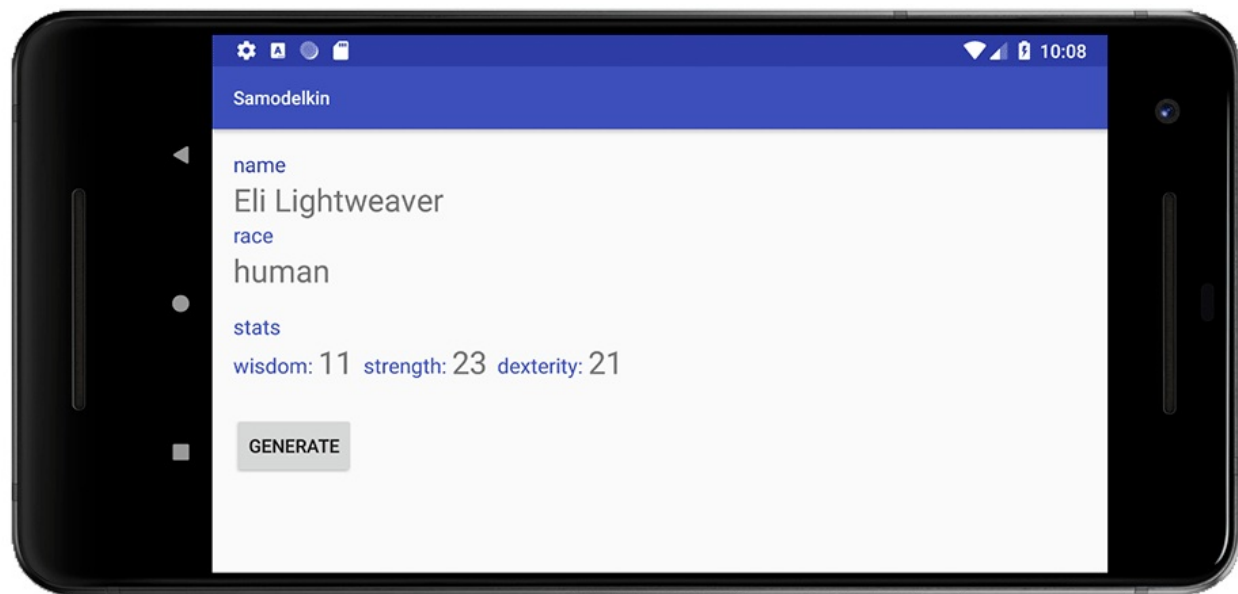 10:08
Samodelkin
name
Eli Lightweaver
race
human
stats
wisdom: 11 strength: 23 dexterity: 21
GENERATE